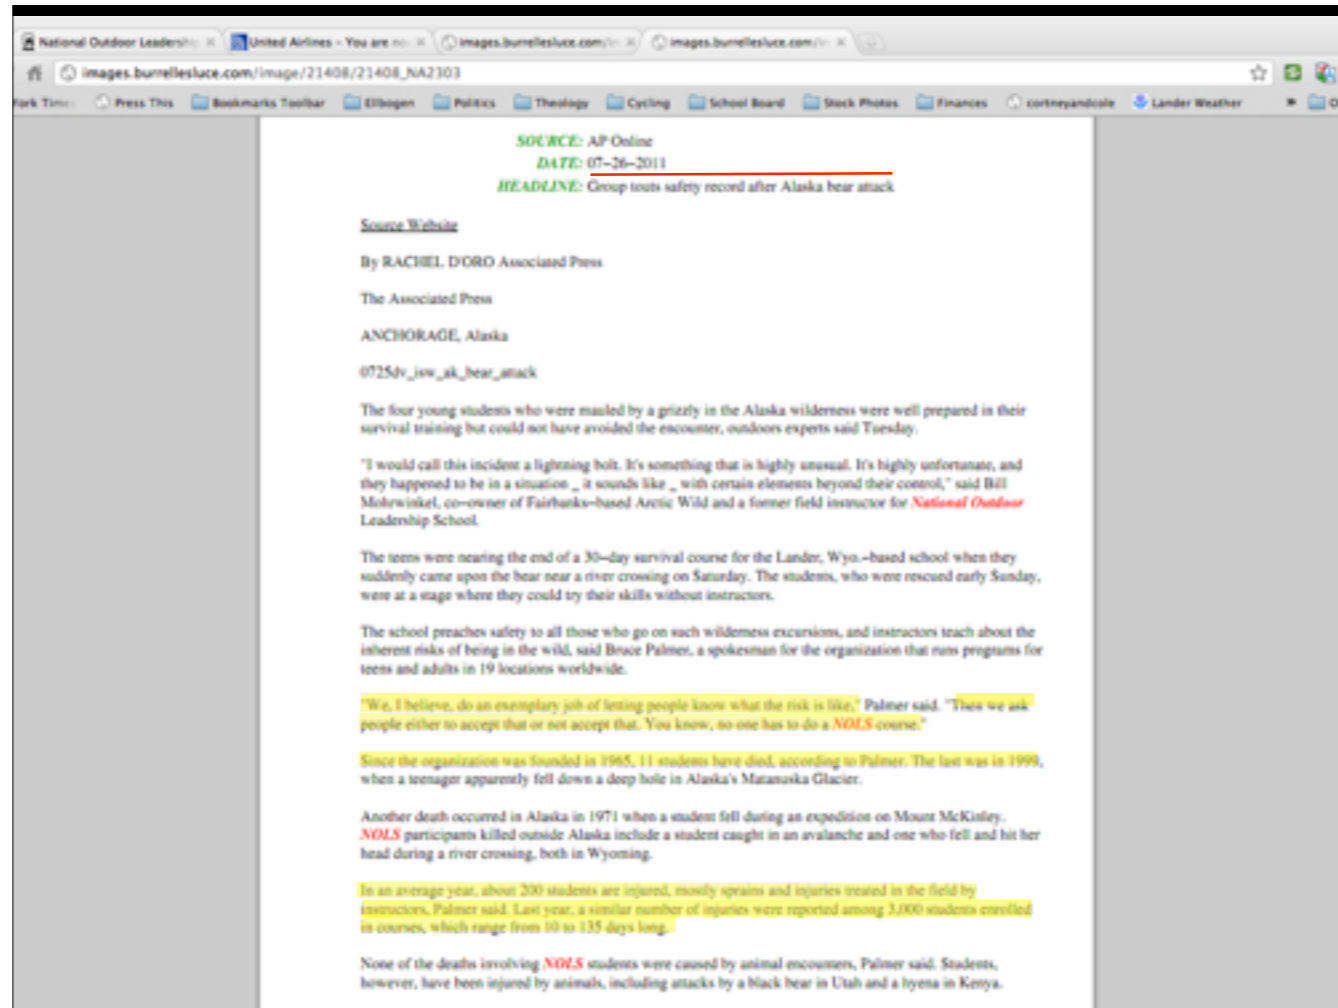 National Outdoor Leadershi United Airlines – You are no images.burrellesluce.com/i images.burrellesluce.com/i
images.burrellesluce.com/image/21408/21408_NA2303
ork Times Press This Bookmarks Toolbar Ellbogen Politics Theology Cycling School Board Stock Photos Finances cortneyandcole Lander Weather » O
SOURCE: AP Online
DATE: 07–26–2011
HEADLINE: Group touts safety record after Alaska bear attack
Source Website
By RACHEL D'ORO Associated Press
The Associated Press
ANCHORAGE, Alaska
0725dv_isw_ak_bear_attack
The four young students who were mauled by a grizzly in the Alaska wilderness were well prepared in their
survival training but could not have avoided the encounter, outdoors experts said Tuesday.
"I would call this incident a lightning bolt. It's something that is highly unusual. It's highly unfortunate, and
they happened to be in a situation _ it sounds like _ with certain elements beyond their control," said Bill
Mohrwinkel, co–owner of Fairbanks–based Arctic Wild and a former field instructor for National Outdoor
Leadership School.
The teens were nearing the end of a 30–day survival course for the Lander, Wyo.–based school when they
suddenly came upon the bear near a river crossing on Saturday. The students, who were rescued early Sunday,
were at a stage where they could try their skills without instructors.
The school preaches safety to all those who go on such wilderness excursions, and instructors teach about the
inherent risks of being in the wild, said Bruce Palmer, a spokesman for the organization that runs programs for
teens and adults in 19 locations worldwide.
"We, I believe, do an exemplary job of letting people know what the risk is like," Palmer said. "Then we ask
people either to accept that or not accept that. You know, no one has to do a NOLS course."
Since the organization was founded in 1965, 11 students have died, according to Palmer. The last was in 1999,
when a teenager apparently fell down a deep hole in Alaska's Matanuska Glacier.
Another death occurred in Alaska in 1971 when a student fell during an expedition on Mount McKinley.
NOLS participants killed outside Alaska include a student caught in an avalanche and one who fell and hit her
head during a river crossing, both in Wyoming.
In an average year, about 200 students are injured, mostly sprains and injuries treated in the field by
instructors, Palmer said. Last year, a similar number of injuries were reported among 3,000 students enrolled
in courses, which range from 10 to 135 days long.
None of the deaths involving NOLS students were caused by animal encounters, Palmer said. Students,
however, have been injured by animals, including attacks by a black bear in Utah and a hyena in Kenya.